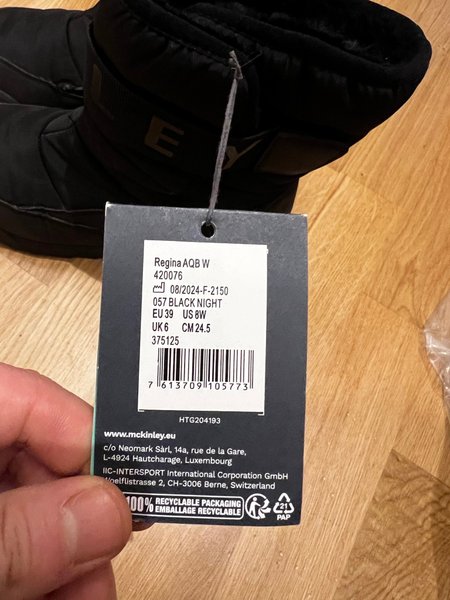 LEY
Regina AQB W
420076
08/2024-F-2150
057 BLACK NIGHT
EU 39 US 8W
UK 6 CM 24.5
375125
7 613709 105773
HTG204193
www.mckinley.eu
c/o Neomark Sàrl, 14a, rue de la Gare,
L-4924 Hautcharage, Luxembourg
IIC-INTERSPORT International Corporation GmbH
Woelflistrasse 2, CH-3006 Berne, Switzerland
100% RECYCLABLE PACKAGING
EMBALLAGE RECYCLABLE
21
PAP